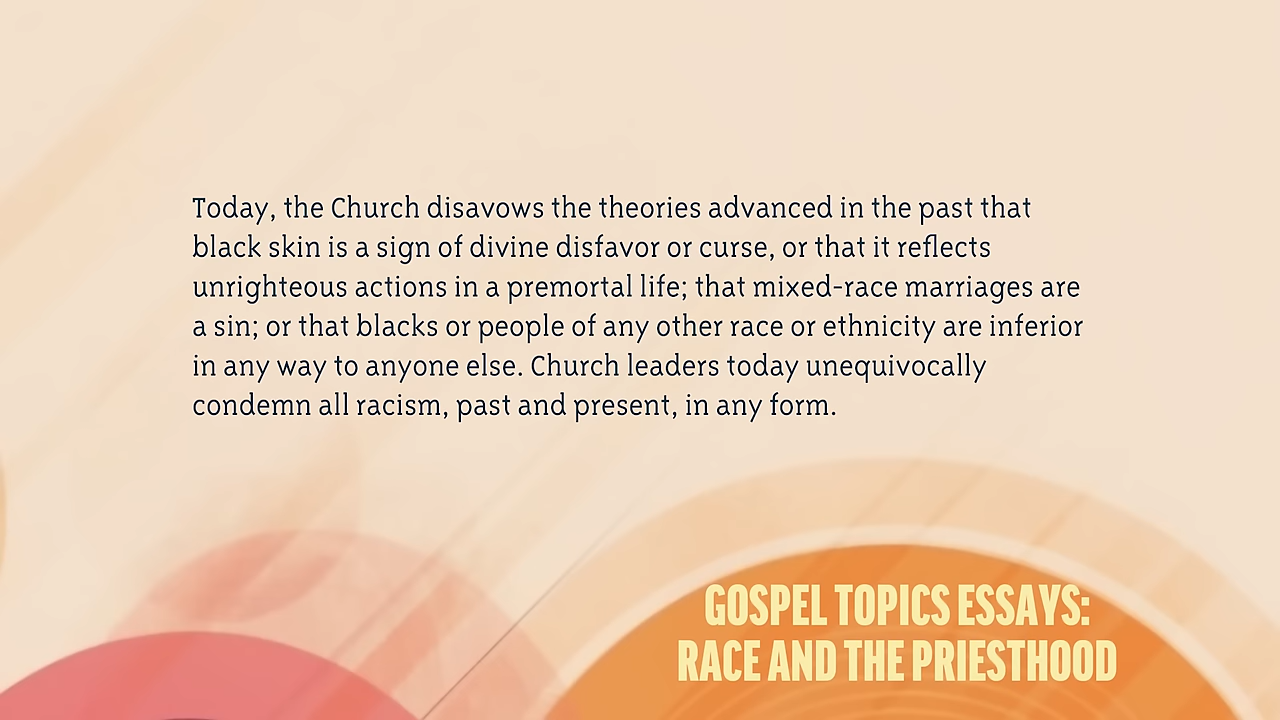 Today, the Church disavows the theories advanced in the past that
black skin is a sign of divine disfavor or curse, or that it reflects
unrighteous actions in a premortal life; that mixed-race marriages are
a sin; or that blacks or people of any other race or ethnicity are inferior
in any way to anyone else. Church leaders today unequivocally
condemn all racism, past and present, in any form.
GOSPEL TOPICS ESSAYS:
RACE AND THE PRIESTHOOD